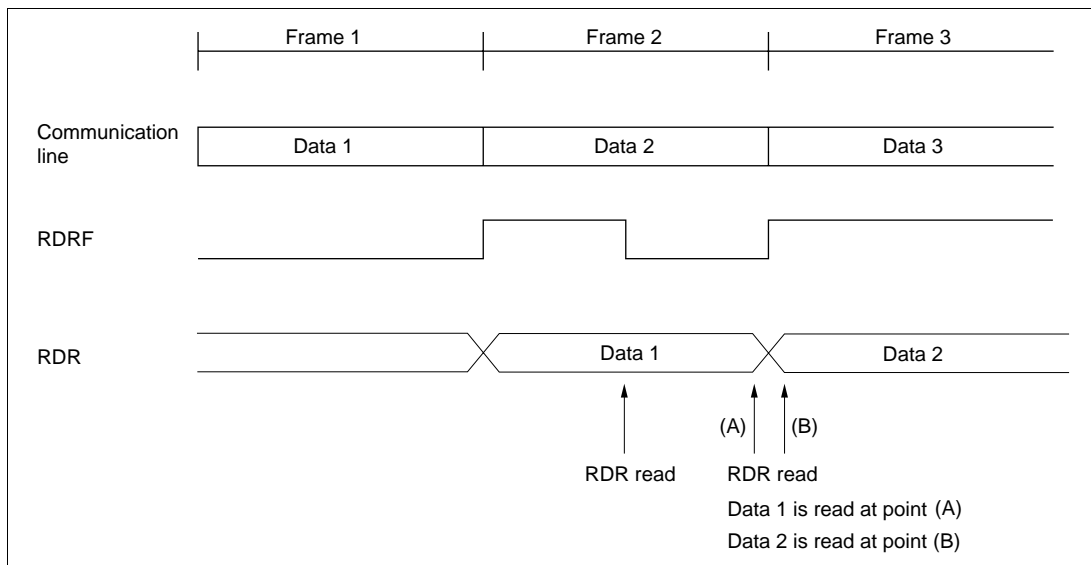 Frame 1 Frame 2 Frame 3
Communication
line
Data 1 Data 2 Data 3
RDRF
RDR
Data 1 Data 2
(A) (B)
RDR read RDR read
Data 1 is read at point (A)
Data 2 is read at point (B)